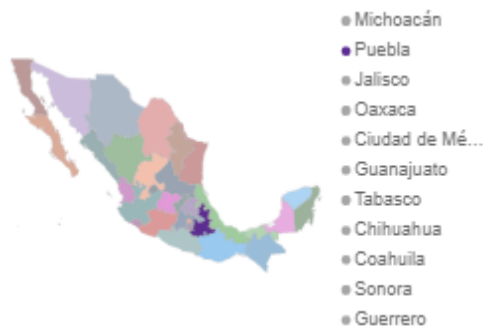 Michoacán
Puebla
Jalisco
Oaxaca
Ciudad de Mé...
Guanajuato
Tabasco
Chihuahua
Coahuila
Sonora
Guerrero